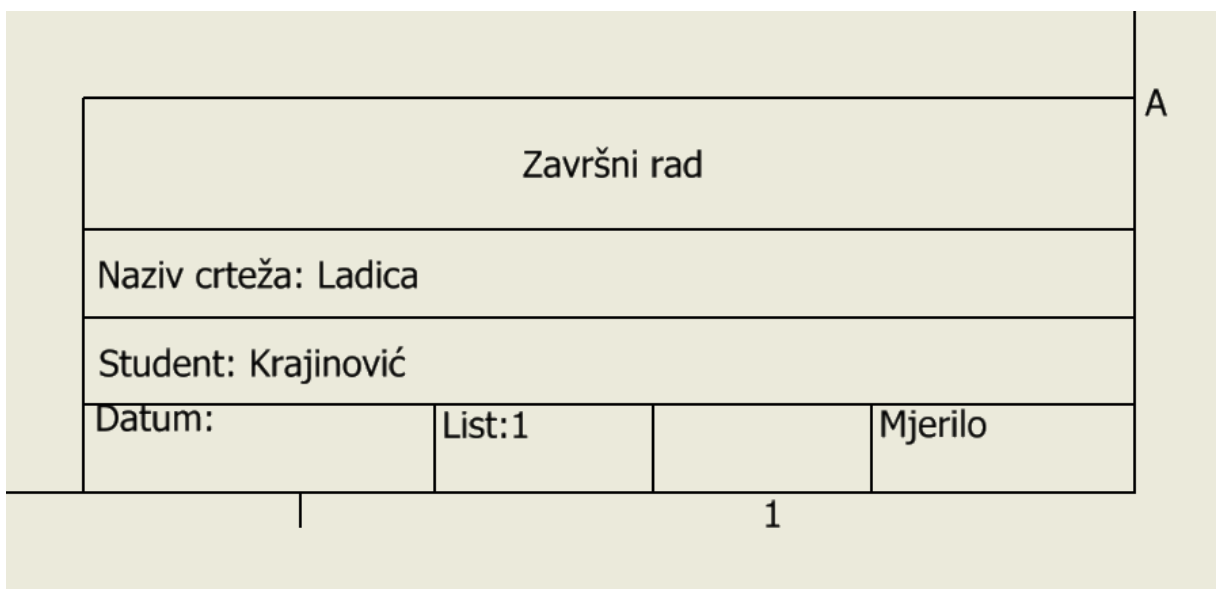 A
Završni rad
Naziv crteža: Ladica
Student: Krajinović
Datum: List:1 Mjerilo
1